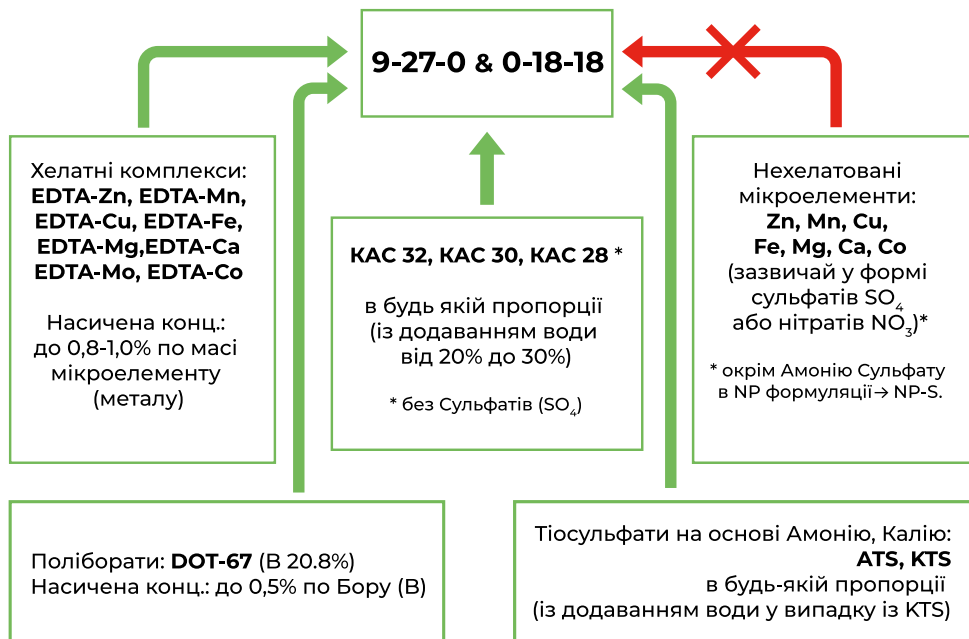 9-27-0 & 0-18-18
Хелатні комплекси:
EDTA-Zn, EDTA-Mn,
EDTA-Cu, EDTA-Fe,
EDTA-Mg,EDTA-Ca
EDTA-Mo, EDTA-Co
Насичена конц.:
до 0,8-1,0% по масі
мікроелементу
(металу)
КАС 32, КАС 30, КАС 28 *
в будь якій пропорції
(із додаванням води
від 20% до 30%)
* без Сульфатів (SO₄)
Нехелатовані
мікроелементи:
Zn, Mn, Cu,
Fe, Mg, Ca, Co
(зазвичай у формі
сульфатів SO₄
або нітратів NO₃)*
* окрім Амонію Сульфату
в NP формуляції→ NP-S.
Поліборати: DOT-67 (В 20.8%)
Насичена конц.: до 0,5% по Бору (В)
Тіосульфати на основі Амонію, Калію:
ATS, KTS
в будь-якій пропорції
(із додаванням води у випадку із KTS)